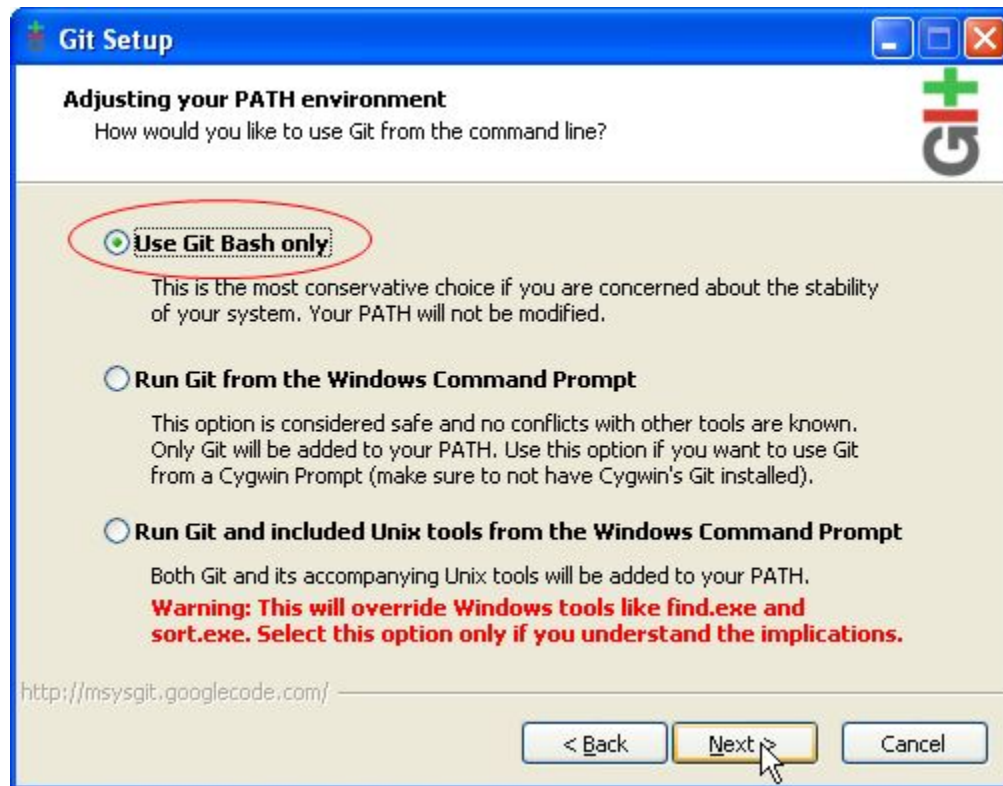 Git Setup
Adjusting your PATH environment
How would you like to use Git from the command line?
GIT
Use Git Bash only
This is the most conservative choice if you are concerned about the stability
of your system. Your PATH will not be modified.
Run Git from the Windows Command Prompt
This option is considered safe and no conflicts with other tools are known.
Only Git will be added to your PATH. Use this option if you want to use Git
from a Cygwin Prompt (make sure to not have Cygwin's Git installed).
Run Git and included Unix tools from the Windows Command Prompt
Both Git and its accompanying Unix tools will be added to your PATH.
Warning: This will override Windows tools like find.exe and
sort.exe. Select this option only if you understand the implications.
http://msysgit.googlecode.com/
< Back Next > Cancel